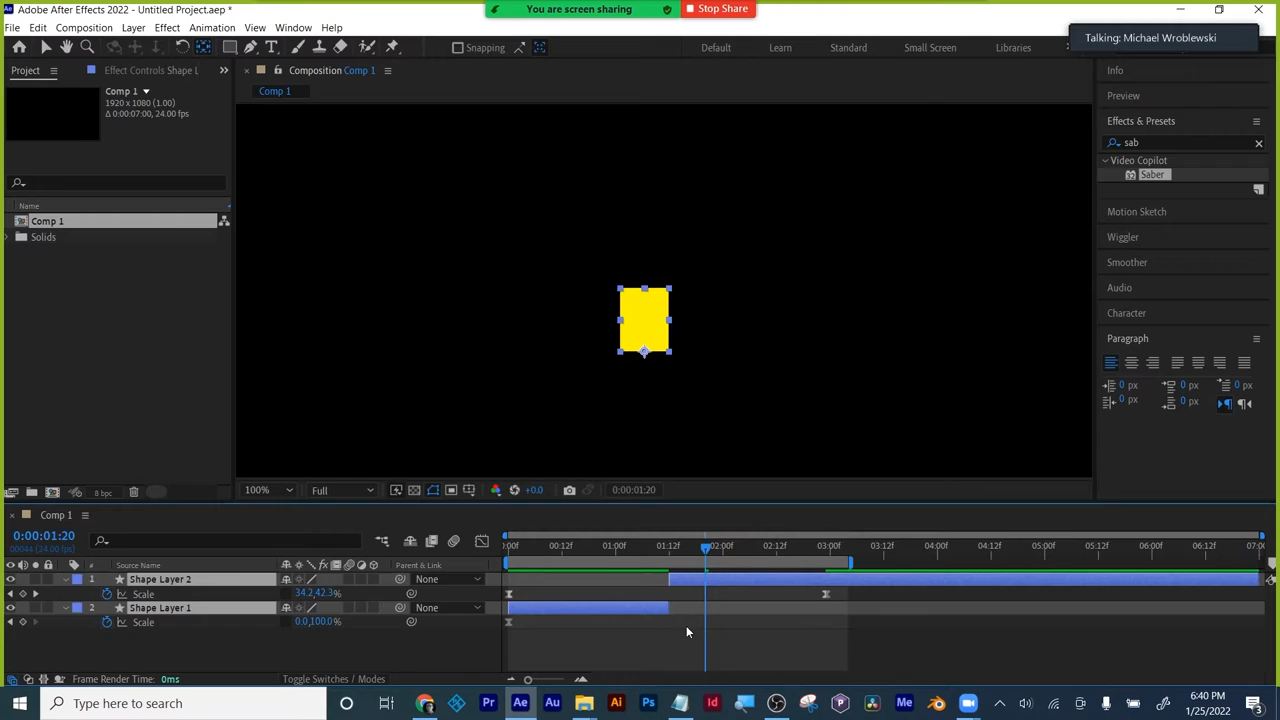 You are screen sharing
Stop Share
Adobe After Effects 2022 - Untitled Project.aep *
File Edit Composition Layer Effect Animation View Window Help
Talking: Michael Wroblewski
Snapping
Default Learn Standard Small Screen Libraries
Project
Effect Controls Shape L
Composition Comp 1
Info
Comp 1
1920 x 1080 (1.00)
Δ 0:00:07:00, 24.00 fps
Comp 1
Preview
Effects & Presets
sab
Video Copilot
Saber
Name
Comp 1
Solids
Motion Sketch
Wiggler
Tracker
Audio
Character
Paragraph
0 px 0 px 0 px
0 px 0 px
8 bpc
100% Full +0.0 0:00:01:20
Comp 1
0:00:01:20
00044 (24.00 fps)
:00f 00:12f 01:00f 01:12f 02:00f 02:12f 03:00f 03:12f 04:00f 04:12f 05:00f 05:12f 06:00f 06:12f 07:00
# Source Name Parent & Link
1 Shape Layer 2 None
Scale 34.2,42.3%
2 Shape Layer 1 None
Scale 0.0,100.0%
Frame Render Time: 0ms
Toggle Switches / Modes
Type here to search
Pr Ae Au Ai Ps Id Me
6:40 PM
1/25/2022